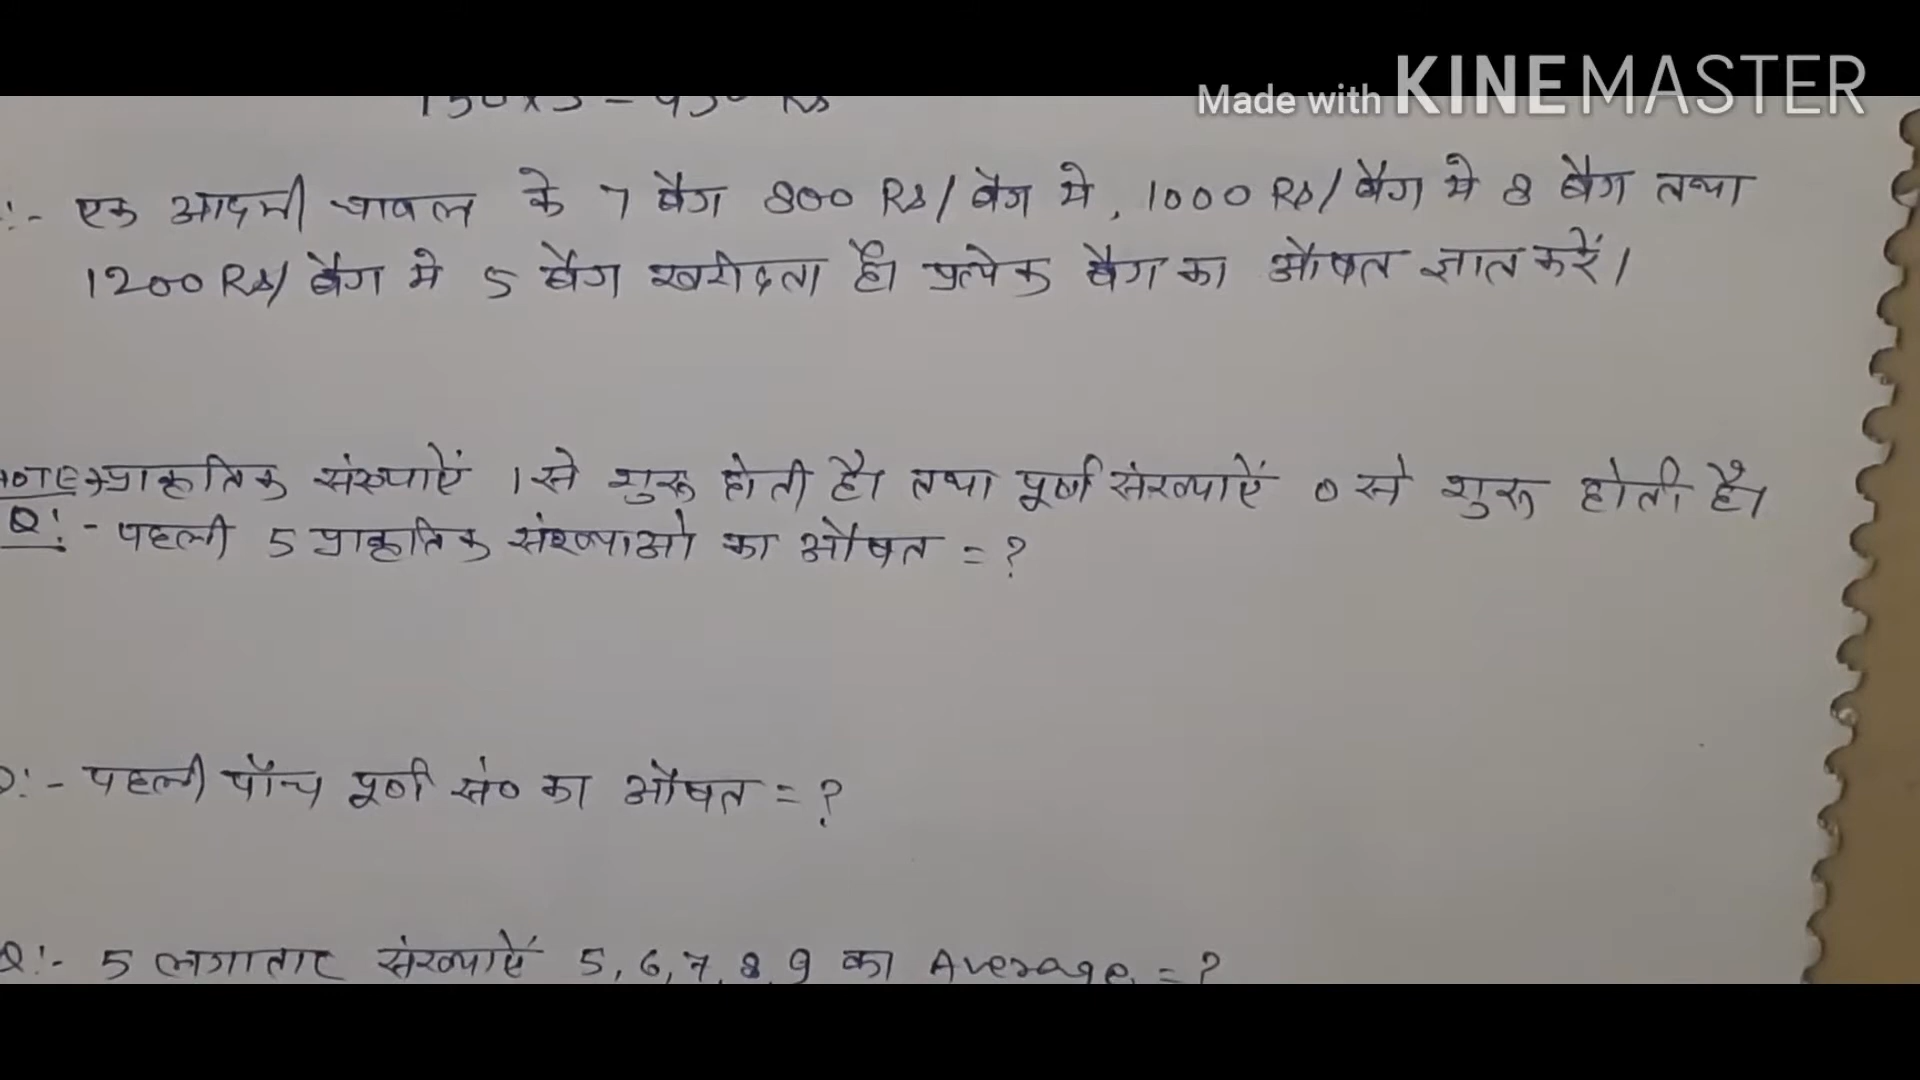 Made with KINEMASTER
:- एक आदमी चावल के 7 बैग 800 Rs/बैग मे, 1000 Rs/बैग मे 8 बैग तथा
1200 Rs/ बैग मे 5 बैग खरीदता है। प्रत्येक बैग का औषत ज्ञात करें।
NOTE→प्राकृतिक संख्याऐं 1 से शुरू होती है। तथा पूर्ण संख्याऐं 0 से शुरू होती है।
Q:- पहली 5 प्राकृतिक संख्याओ का औषत = ?
Q:- पहली पाँच पूर्ण सं० का औषत = ?
Q:- 5 लगातार संख्याऐं 5, 6, 7, 8, 9 का Average = ?